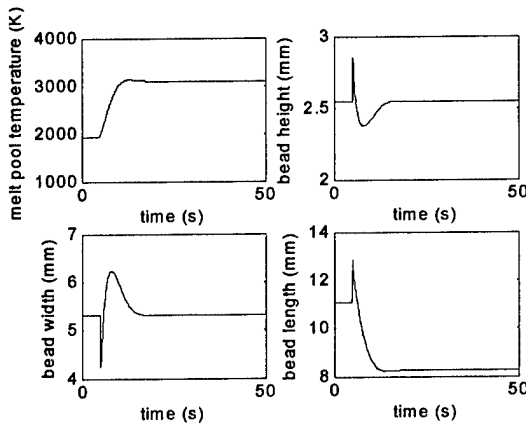 melt pool temperature (K)
4000
3000
2000
1000
0
50
time (s)
bead height (mm)
3
2.5
2
0
50
time (s)
bead width (mm)
7
6
5
4
0
50
time (s)
bead length (mm)
14
12
10
8
0
50
time (s)